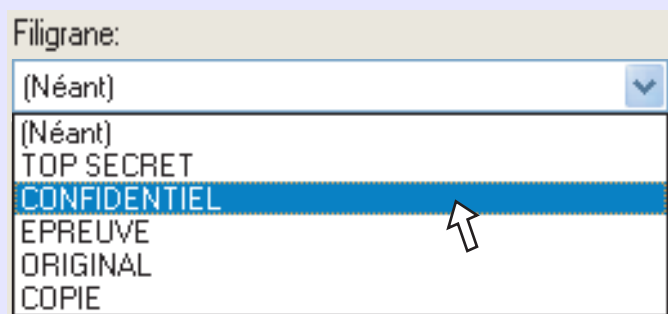 Filigrane:
(Néant)
(Néant)
TOP SECRET
CONFIDENTIEL
EPREUVE
ORIGINAL
COPIE